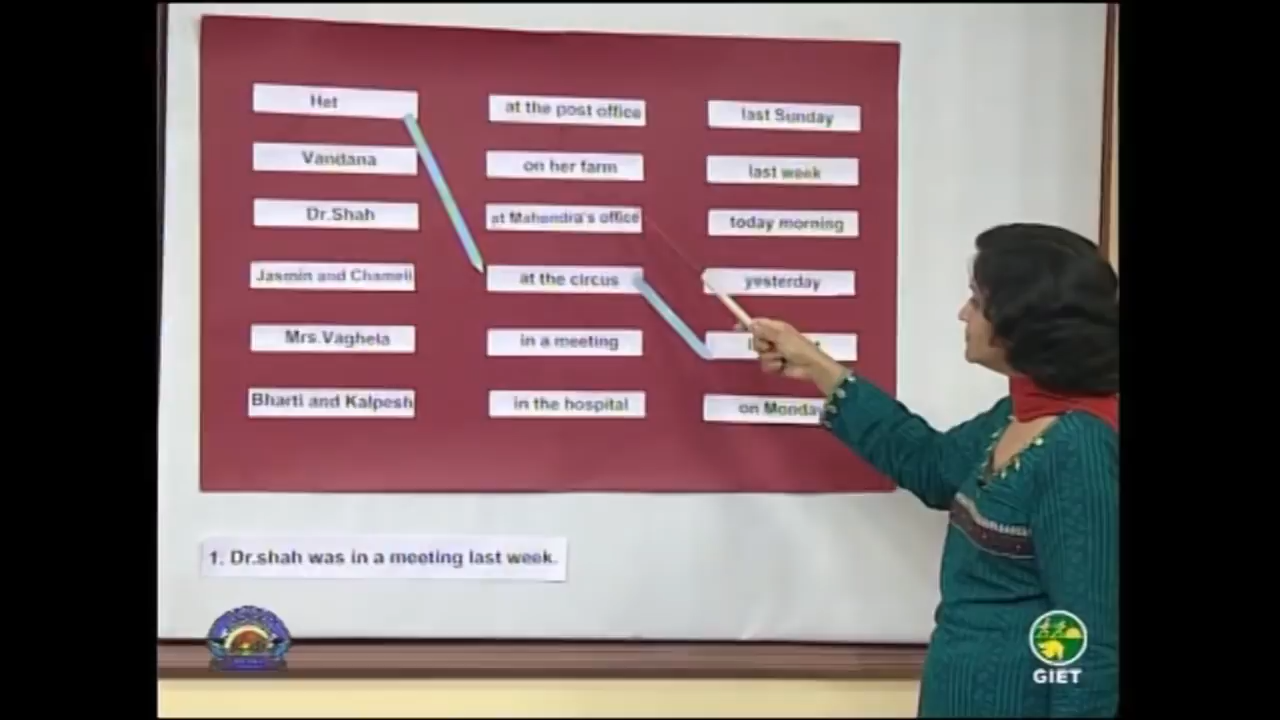 Het
at the post office
last Sunday
Vandana
on her farm
last week
Dr.Shah
at Mahendra's office
today morning
Jasmin and Chameli
at the circus
yesterday
Mrs.Vaghela
in a meeting
Bharti and Kalpesh
in the hospital
on Monday
1. Dr.shah was in a meeting last week.
GIET